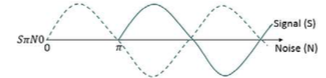 Signal (S)
SπN0
0
π
Noise (N)